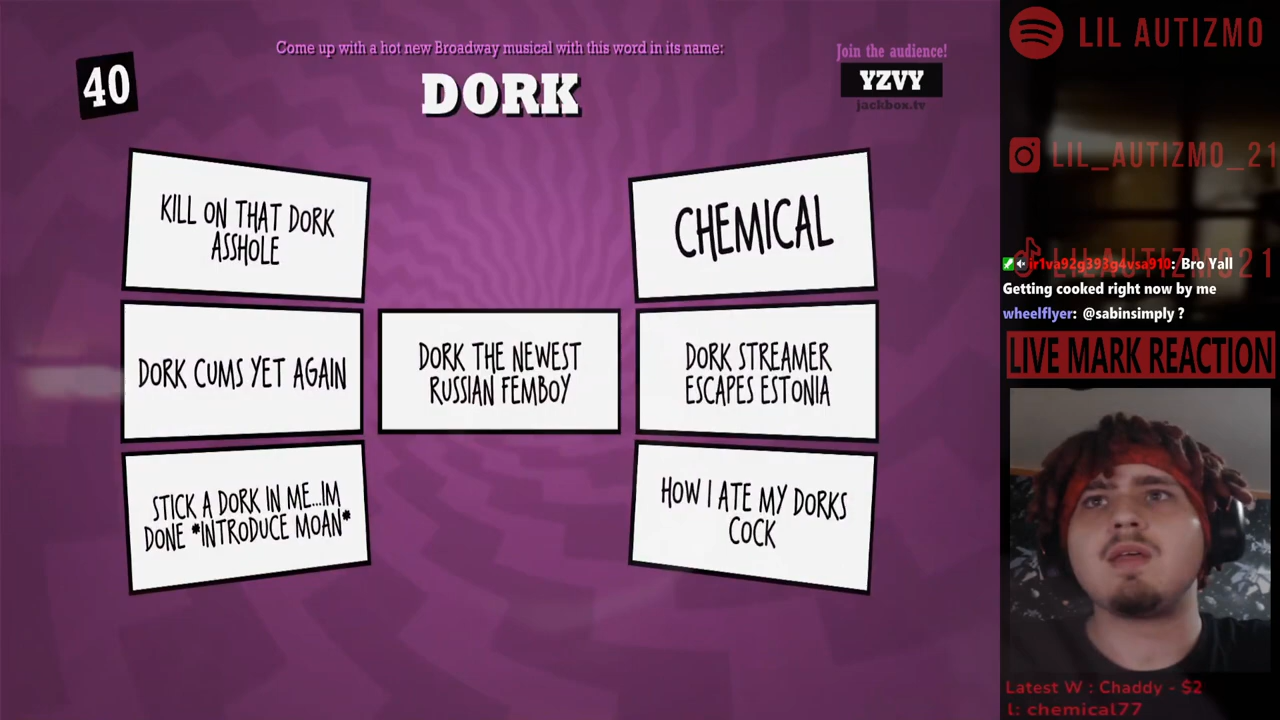 Come up with a hot new Broadway musical with this word in its name:
DORK
40
Join the audience!
YZVY
jackbox.tv
KILL ON THAT DORK
ASSHOLE
CHEMICAL
DORK CUMS YET AGAIN
DORK THE NEWEST
RUSSIAN FEMBOY
DORK STREAMER
ESCAPES ESTONIA
STICK A DORK IN ME...IM
DONE *INTRODUCE MOAN*
HOW I ATE MY DORKS
COCK
LIL AUTIZMO
LIL_AUTIZMO_21
LILAUTIZMO21
ir1va92g393g4vsa910: Bro Yall
Getting cooked right now by me
wheelflyer: @sabinsimply ?
LIVE MARK REACTION
Latest W : Chaddy - $2
l: chemical77